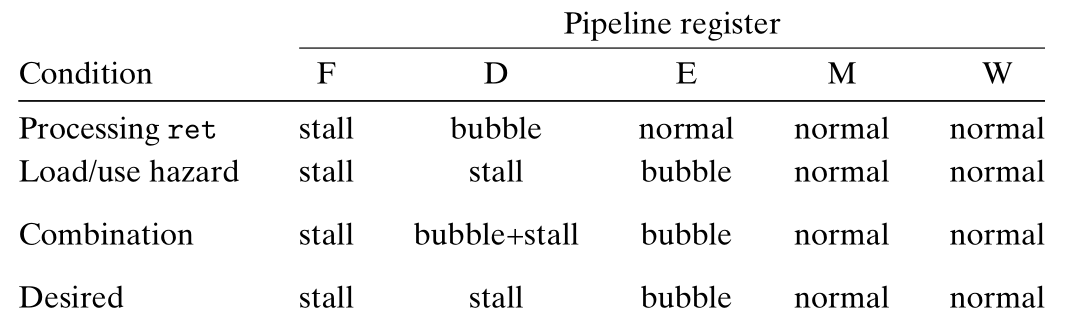 Pipeline register
Condition F D E M W
Processing ret stall bubble normal normal normal
Load/use hazard stall stall bubble normal normal
Combination stall bubble+stall bubble normal normal
Desired stall stall bubble normal normal